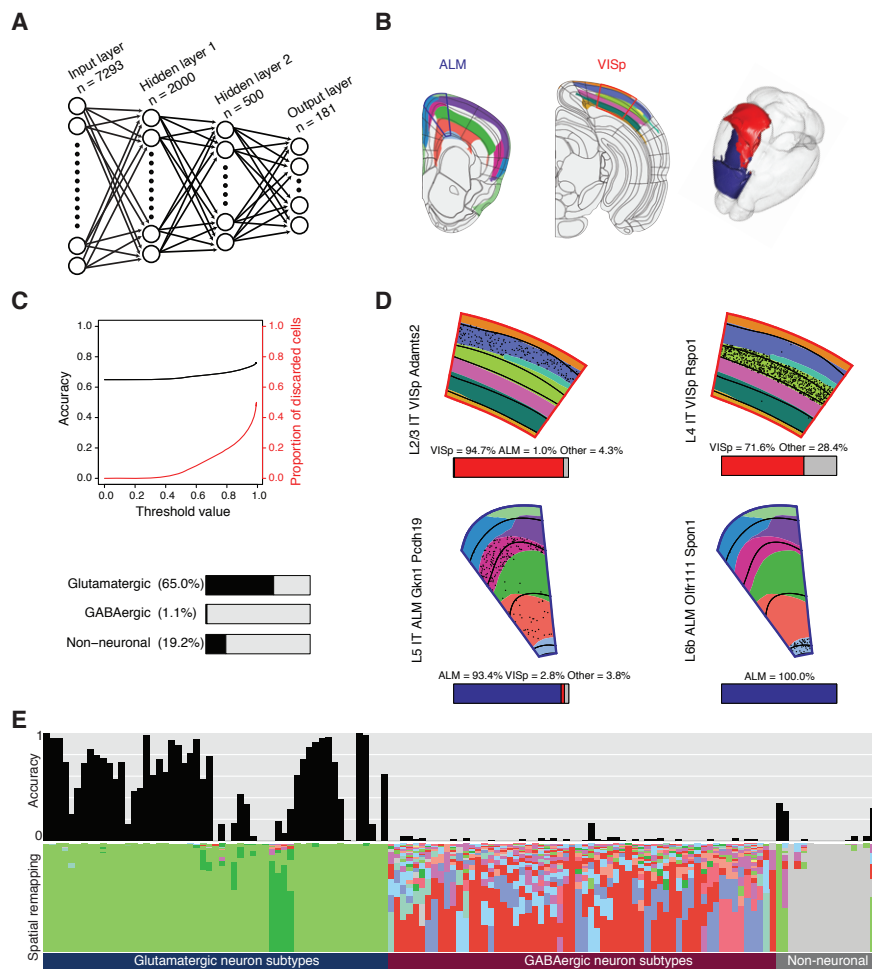 A
Input layer
n = 7293
Hidden layer 1
n = 2000
Hidden layer 2
n = 500
Output layer
n = 181
B
ALM
VISp
C
1.0
0.8
0.6
0.4
0.2
0.0
Accuracy
1.0
0.8
0.6
0.4
0.2
0.0
Proportion of discarded cells
0.0 0.2 0.4 0.6 0.8 1.0
Threshold value
Glutamatergic (65.0%)
GABAergic (1.1%)
Non−neuronal (19.2%)
D
L2/3 IT VISp Adamts2
VISp = 94.7% ALM = 1.0% Other = 4.3%
L4 IT VISp Rspo1
VISp = 71.6% Other = 28.4%
L5 IT ALM Gkn1 Pcdh19
ALM = 93.4% VISp = 2.8% Other = 3.8%
L6b ALM Olfr111 Spon1
ALM = 100.0%
E
1
Accuracy
0
Spatial remapping
Glutamatergic neuron subtypes
GABAergic neuron subtypes
Non-neuronal